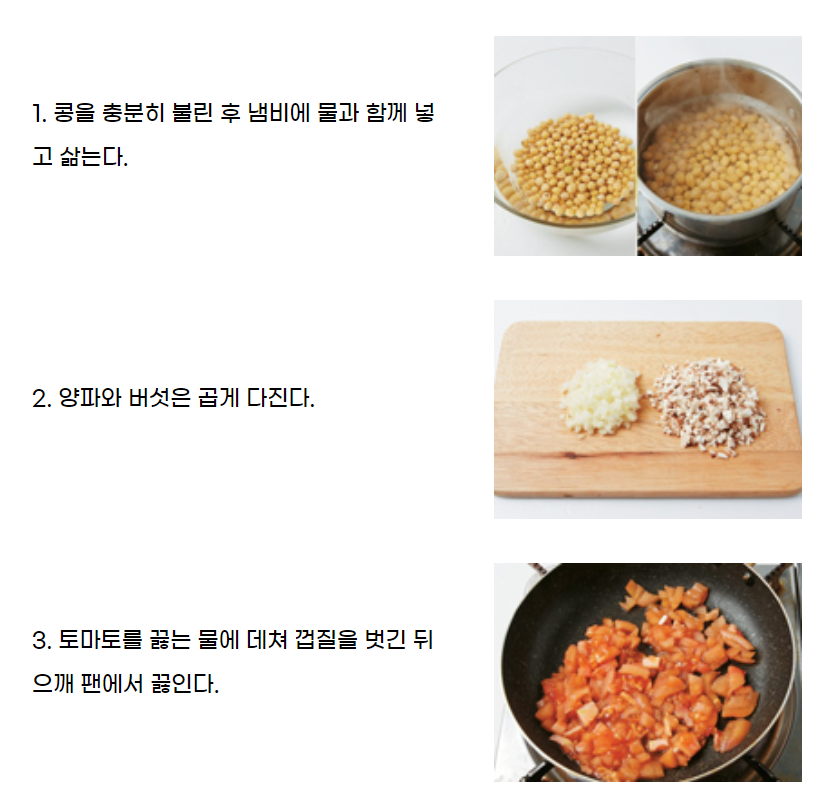 1. 콩을 충분히 불린 후 냄비에 물과 함께 넣
고 삶는다.
2. 양파와 버섯은 곱게 다진다.
3. 토마토를 끓는 물에 데쳐 껍질을 벗긴 뒤
으깨 팬에서 끓인다.